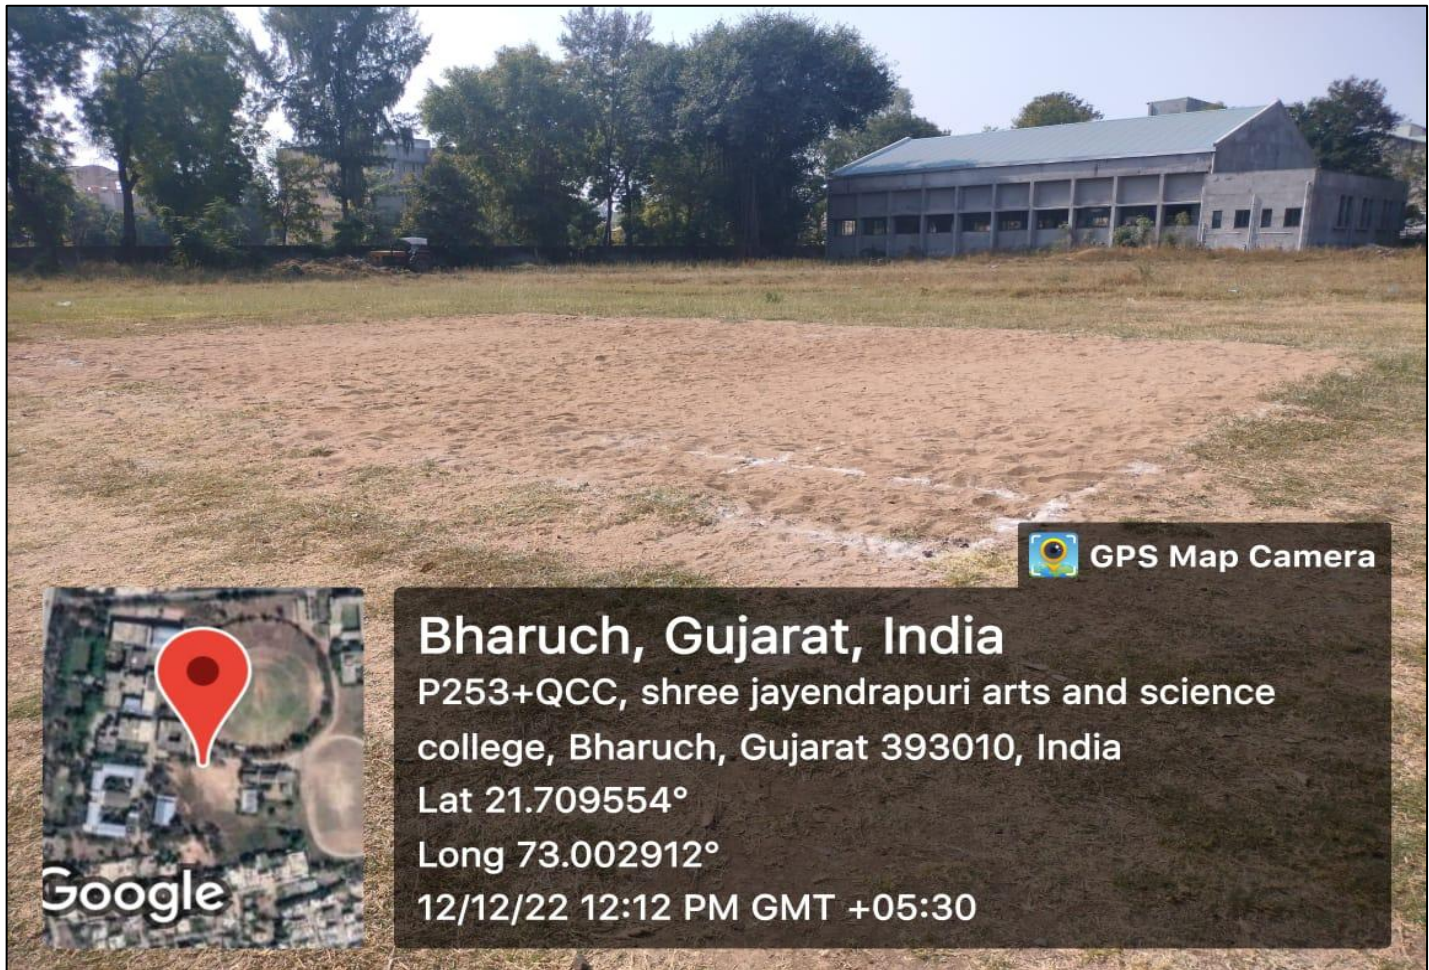 GPS Map Camera
Bharuch, Gujarat, India
P253+QCC, shree jayendrapuri arts and science
college, Bharuch, Gujarat 393010, India
Lat 21.709554°
Long 73.002912°
12/12/22 12:12 PM GMT +05:30
Google